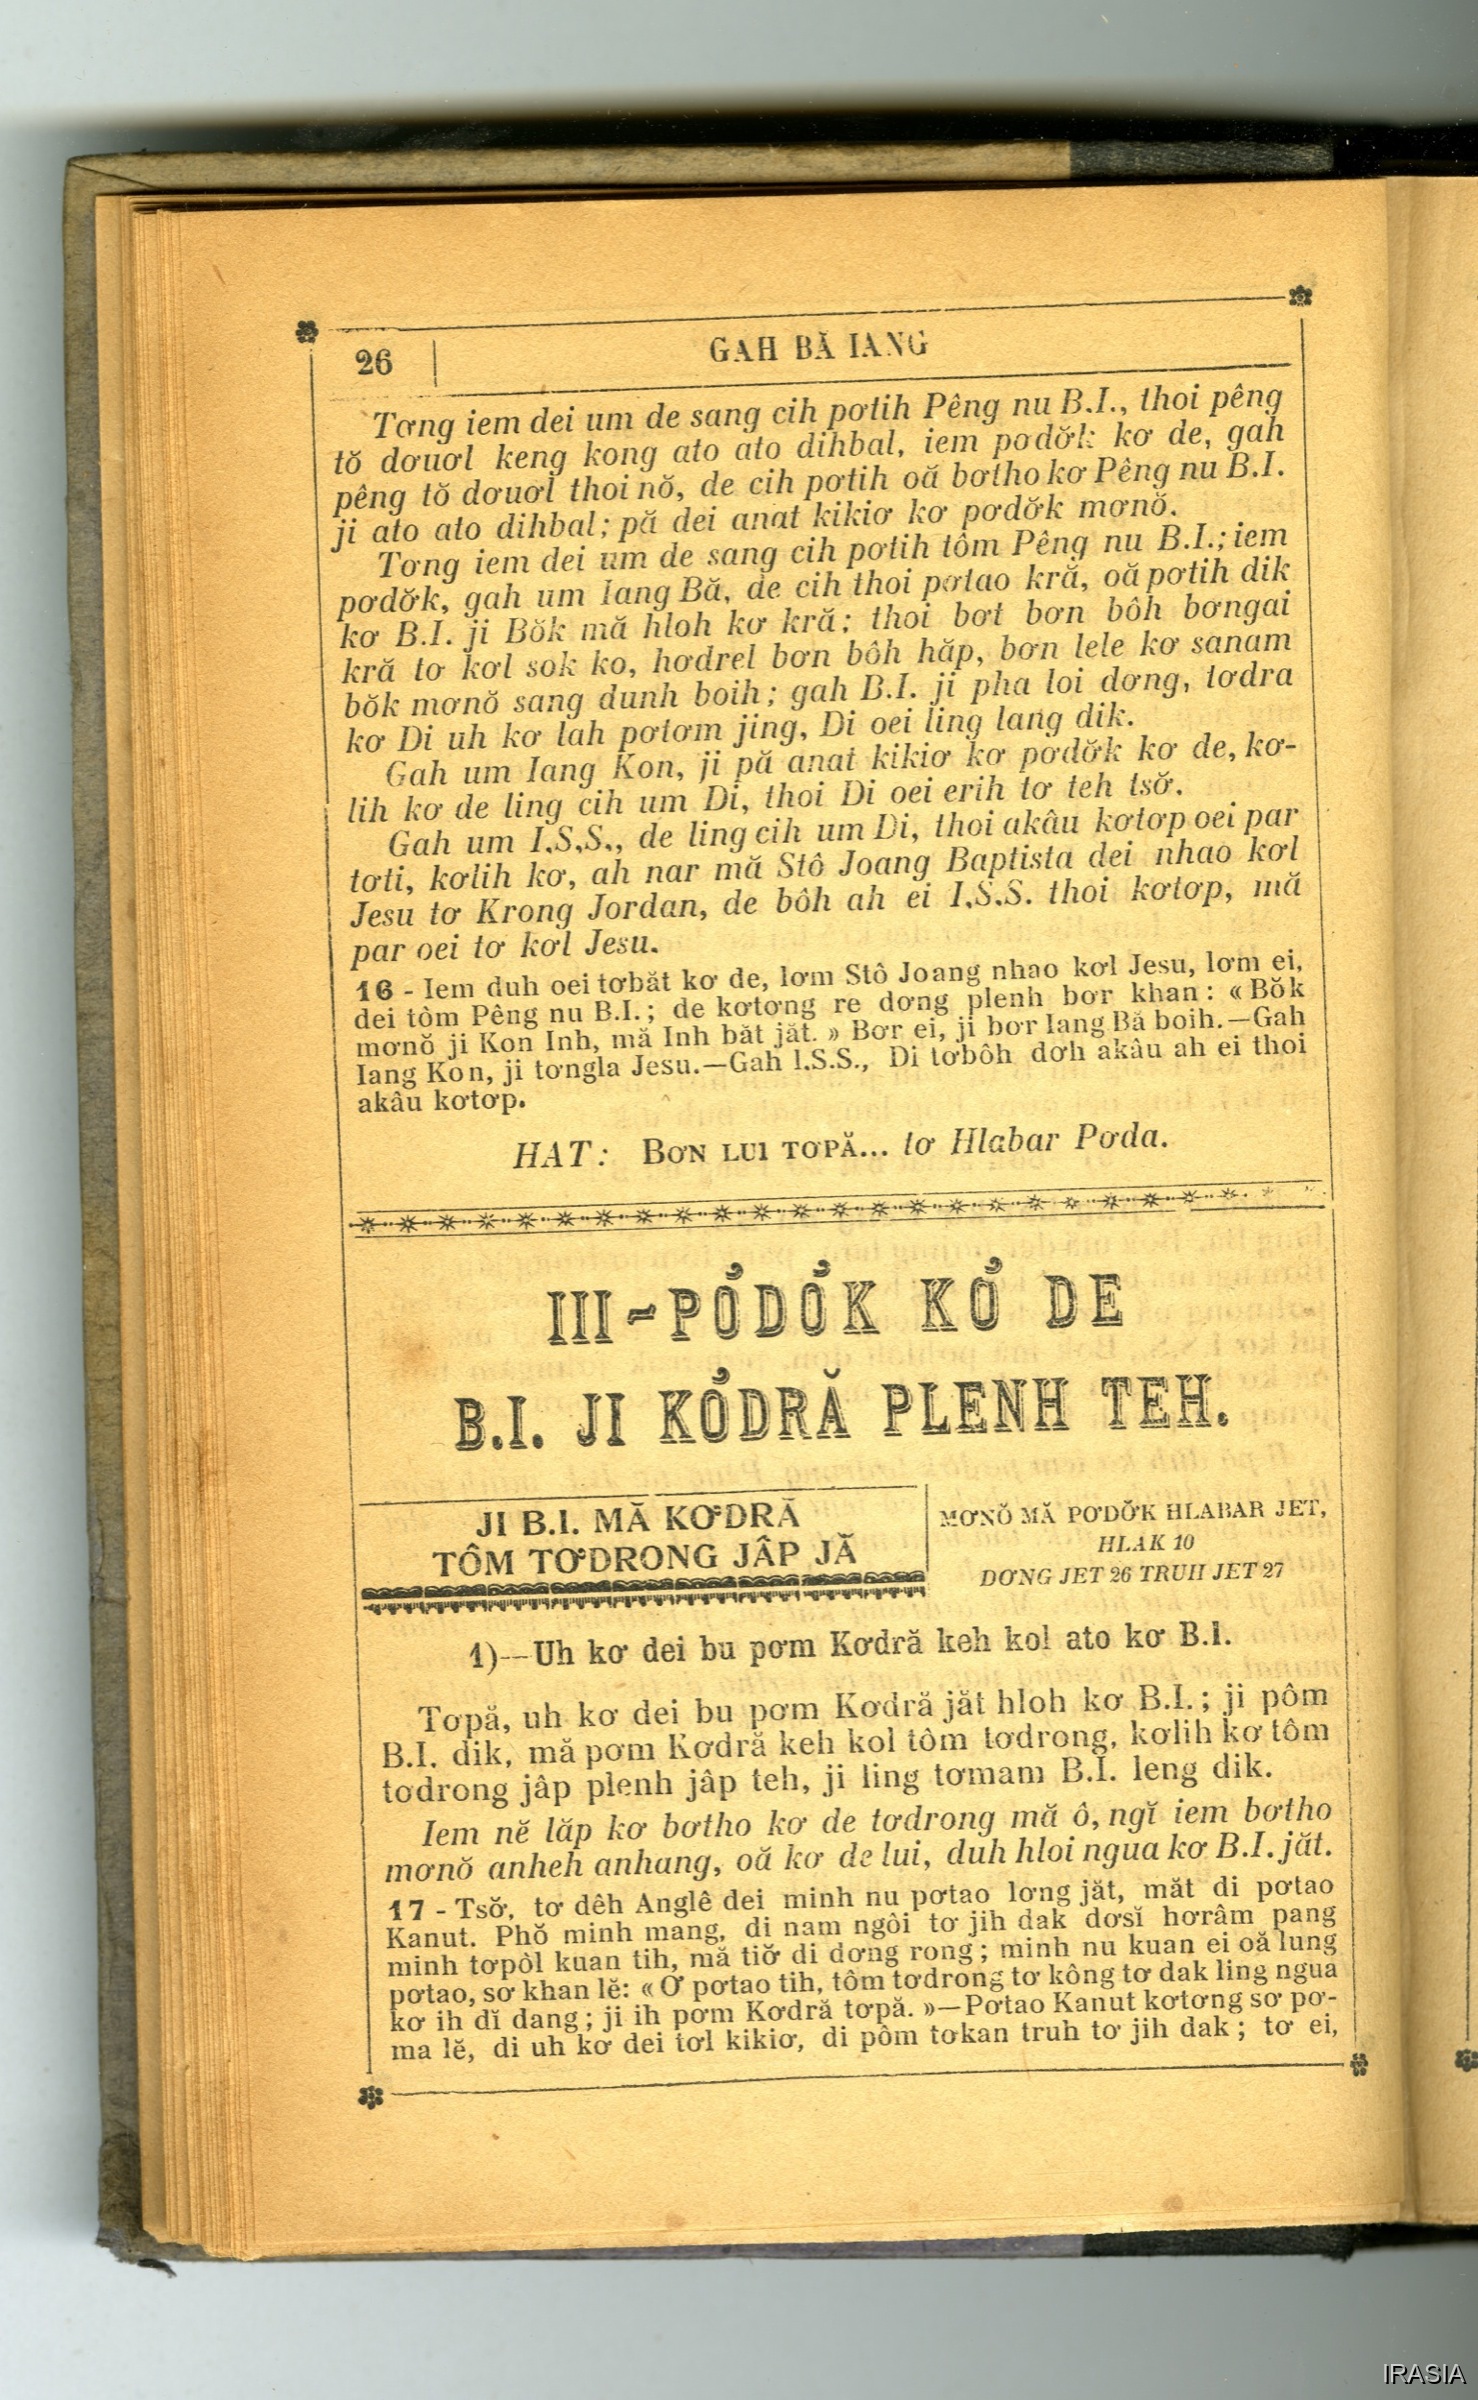 26
GAH BĂ IANG
Tơng iem dei um de sang cih pơtih Pêng nu B.I., thoi pêng
tŏ dơuơl keng kong ato ato dihbal, iem pơdơ̆k kơ de, gah
pêng tŏ dơuơl thoi nŏ, de cih pơtih oă bơtho kơ Pêng nu B.I.
ji ato ato dihbal; pă dei anat kikiơ kơ pơdơ̆k mơnŏ.
Tơng iem dei um de sang cih pơtih tôm Pêng nu B.I.; iem
pơdơ̆k, gah um Iang Bă, de cih thoi pơtao kră, oă pơtih dik
kơ B.I. ji Bŏk mă hloh kơ kră; thoi bơt bơn bôh bơngai
kră tơ kơl sok ko, hơdrel bơn bôh hăp, bơn lele kơ sanam
bŏk mơnŏ sang dunh boih; gah B.I. ji pha loi dơng, tơdra
kơ Di uh kơ lah pơtơm jing, Di oei ling lang dik.
Gah um Iang Kon, ji pă anat kikiơ kơ pơdơ̆k kơ de, kơ-
lih kơ de ling cih um Di, thoi Di oei erih tơ teh tsơ̆.
Gah um I.S.S., de ling cih um Di, thoi akâu kơtơp oei par
tơti, kơlih kơ, ah nar mă Stô Joang Baptista dei nhao kơl
Jesu tơ Krong Jordan, de bôh ah ei I.S.S. thoi kơtơp, mă
par oei tơ kơl Jesu.
16 - Iem duh oei tơbăt kơ de, lơm Stô Joang nhao kơl Jesu, lơm ei,
dei tòm Pêng nu B.I.; de kơtơng re dơng plenh bơr khan: « Bŏk
mơnŏ ji Kon Inh, mă Inh băt jăt. » Bơr ei, ji bơr Iang Bă boih.—Gah
Iang Kon, ji tơngla Jesu.—Gah I.S.S., Di tơbôh dơh akâu ah ei thoi
akâu kơtơp.
HAT: BƠN LUI TƠPĂ... tơ Hlabar Pơda.
III - PƠDƠ̆K KƠ DE
B.I. JI KƠDRĂ PLENH TEH.
JI B.I. MĂ KƠDRĂ
TÔM TƠDRONG JÂP JĂ
MƠNŎ MĂ PƠDƠ̆K HLABAR JET,
HLAK 10
DƠNG JET 26 TRUH JET 27
1)—Uh kơ dei bu pơm Kơdră keh kol ato kơ B.I.
Tơpă, uh kơ dei bu pơm Kơdră jăt hloh kơ B.I.; ji pôm
B.I. dik, mă pơm Kơdră keh kol tôm tơdrong, kơlih kơ tôm
tơdrong jâp plenh jâp teh, ji ling tơmam B.I. leng dik.
Iem nĕ lăp kơ bơtho kơ de tơdrong mă ô, ngĭ iem bơtho
mơnŏ anheh anhang, oă kơ de lui, duh hloi ngua kơ B.I. jăt.
17 - Tsơ̆, tơ dêh Anglê dei minh nu pơtao lơng jăt, măt di pơtao
Kanut. Phŏ minh mang, di nam ngôi tơ jih dak dơsĭ hơrâm pang
minh tơpòl kuan tih, mă tiơ̆ di dơng rong; minh nu kuan ei oă lung
pơtao, sơ khan lĕ: « Ơ pơtao tih, tôm tơdrong tơ kông tơ dak ling ngua
kơ ih dĭ dang; ji ih pơm Kơdră tơpă. »—Pơtao Kanut kơtơng sơ pơ-
ma lĕ, di uh kơ dei tơl kikiơ, di pôm tơkan truh tơ jih dak; tơ ei,
IRASIA